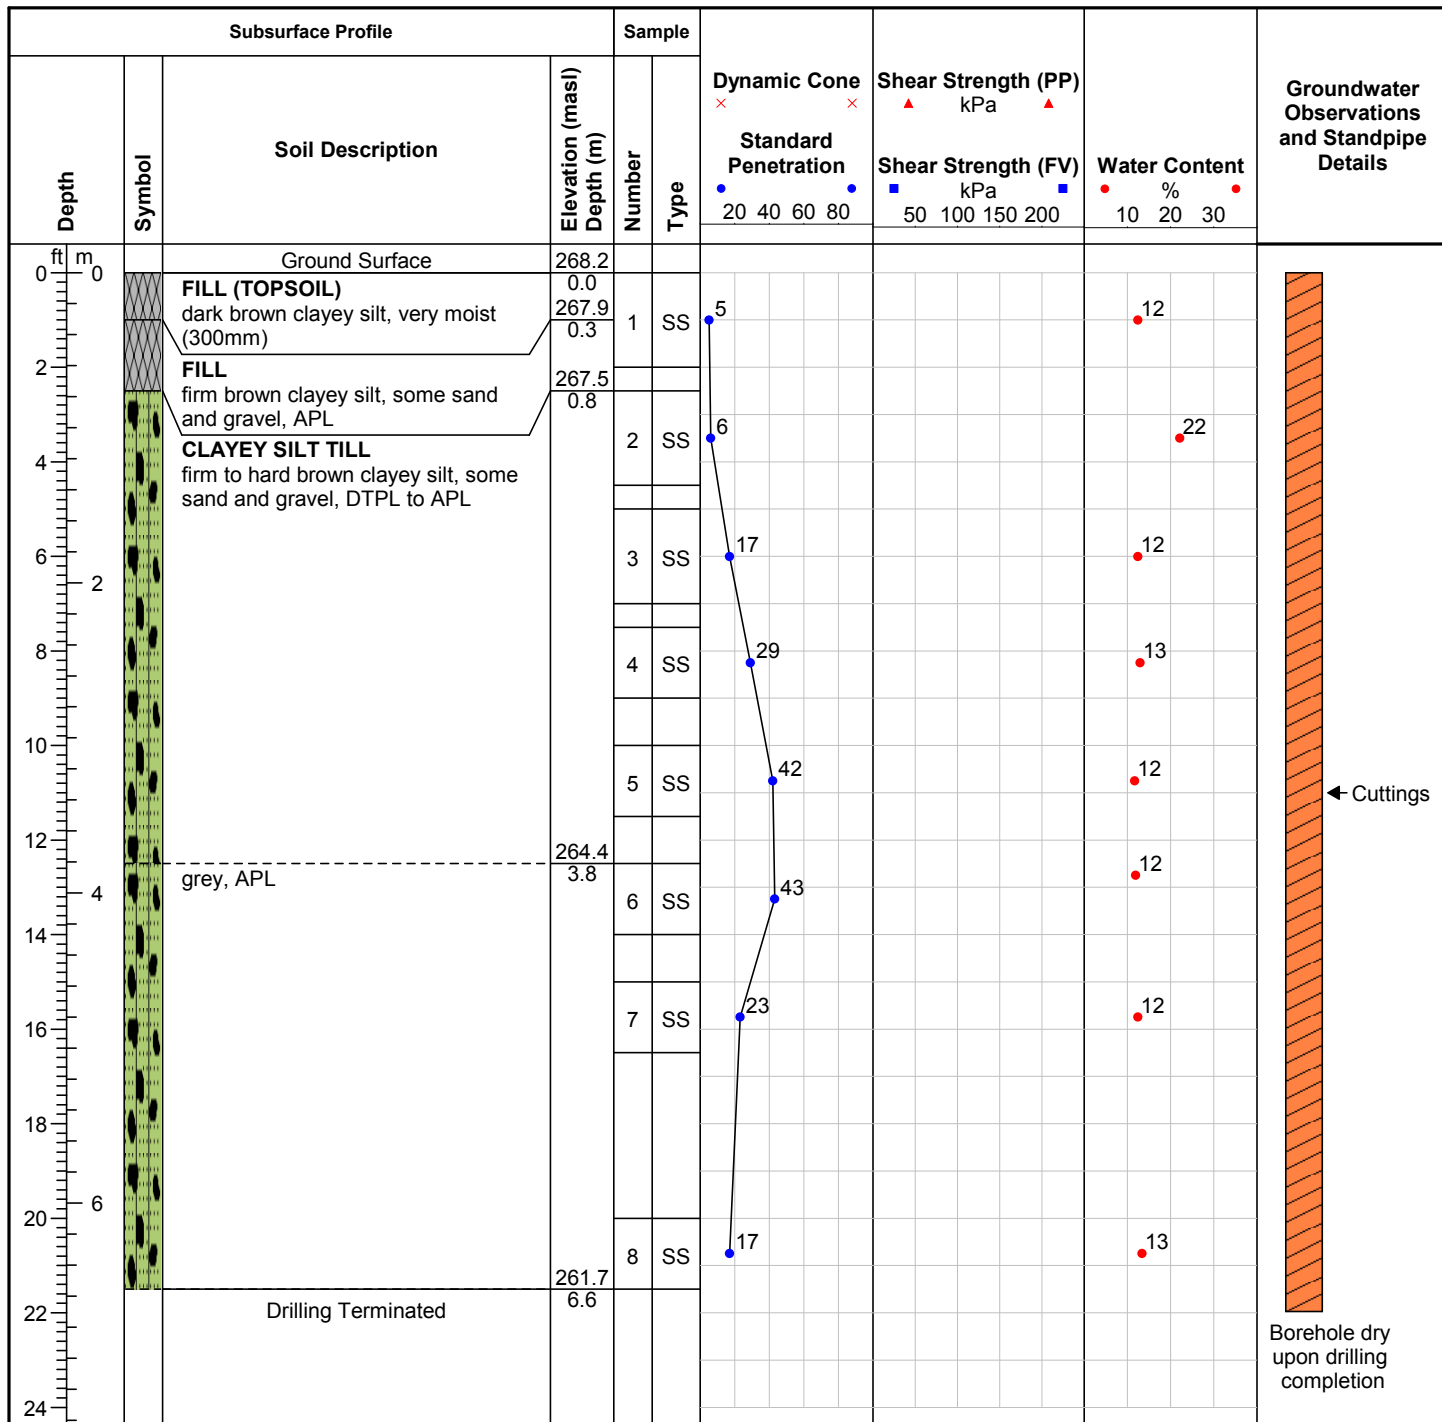 Subsurface Profile
Sample
Depth
Symbol
Soil Description
Elevation (masl)
Depth (m)
Number
Type
Dynamic Cone
Standard
Penetration
20 40 60 80
Shear Strength (PP)
kPa
Shear Strength (FV)
kPa
50 100 150 200
Water Content
%
10 20 30
Groundwater
Observations
and Standpipe
Details
ft m
0 0
2
4
6
2
8
10
12
4
14
16
18
6
20
22
24
Ground Surface
268.2
0.0
FILL (TOPSOIL)
dark brown clayey silt, very moist
(300mm)
267.9
0.3
FILL
firm brown clayey silt, some sand
and gravel, APL
267.5
0.8
CLAYEY SILT TILL
firm to hard brown clayey silt, some
sand and gravel, DTPL to APL
264.4
3.8
grey, APL
261.7
6.6
Drilling Terminated
1 SS
2 SS
3 SS
4 SS
5 SS
6 SS
7 SS
8 SS
5
6
17
29
42
43
23
17
12
22
12
13
12
12
12
13
Cuttings
Borehole dry
upon drilling
completion